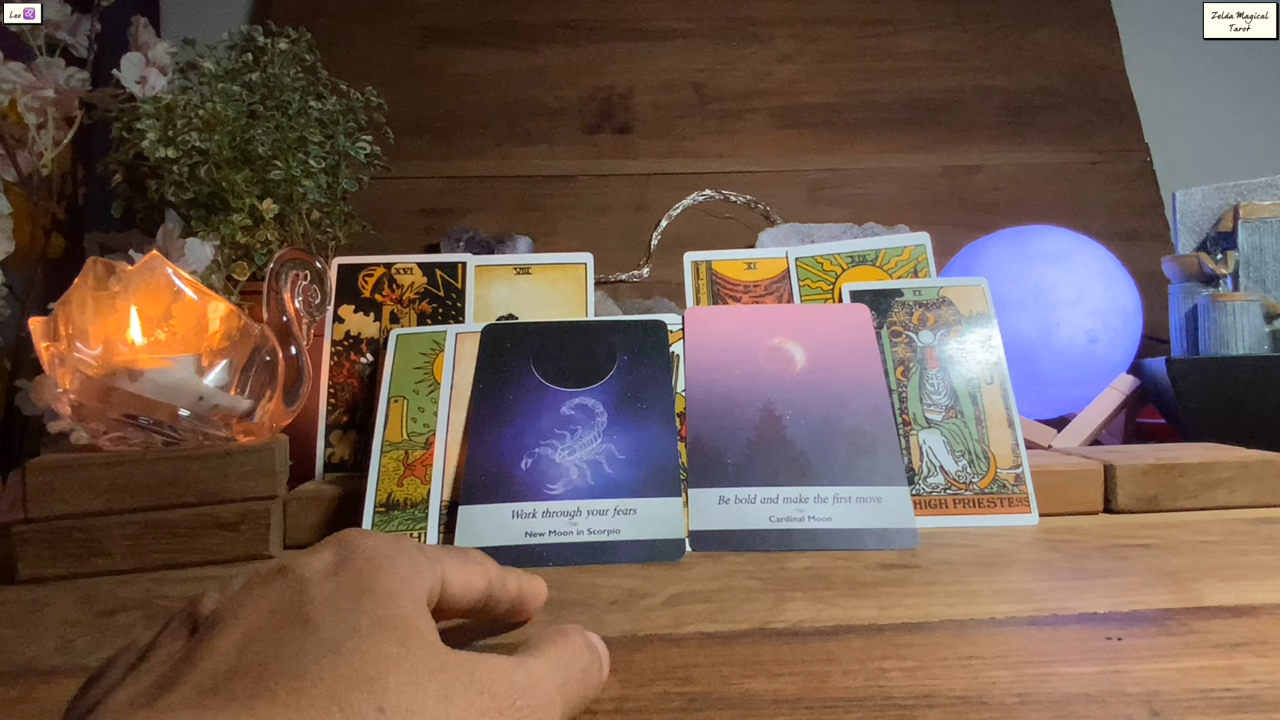 Leo ♌
Zelda Magical
Tarot
XVI
VIII
XI
II
Work through your fears
New Moon in Scorpio
Be bold and make the first move
Cardinal Moon
HIGH PRIESTESS